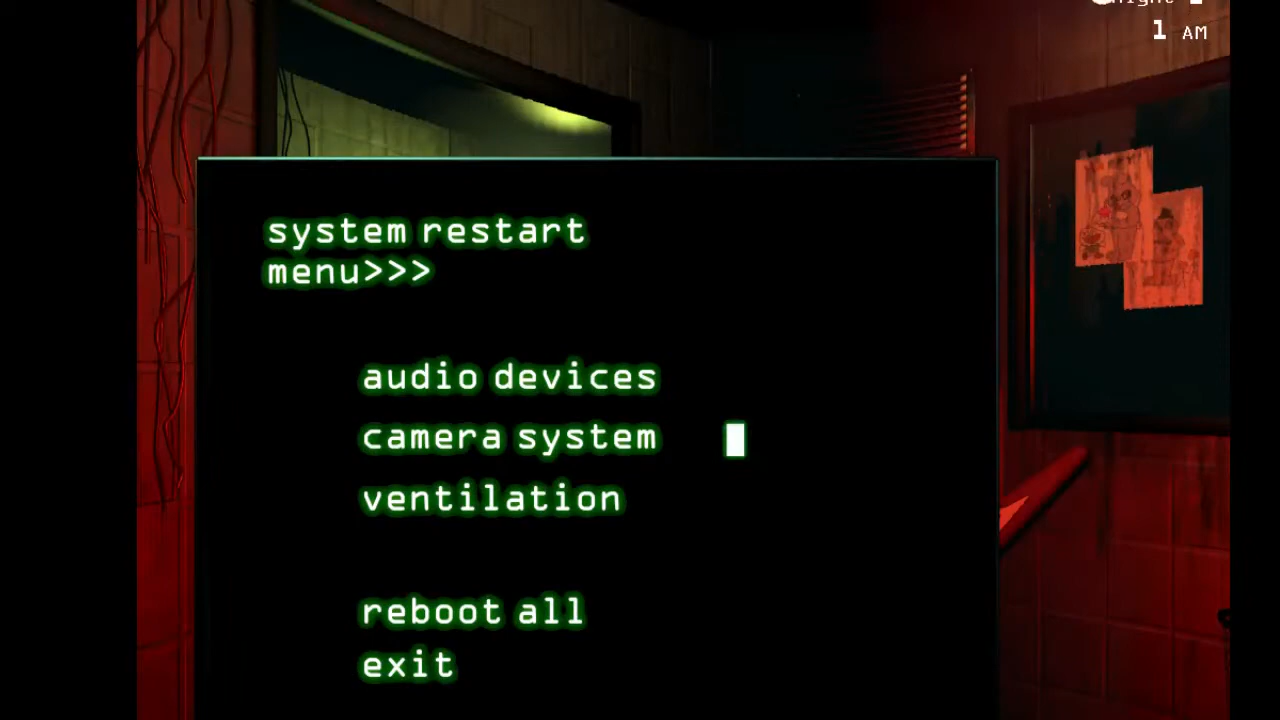 1 AM
system restart
menu>>>
audio devices
camera system
ventilation
reboot all
exit